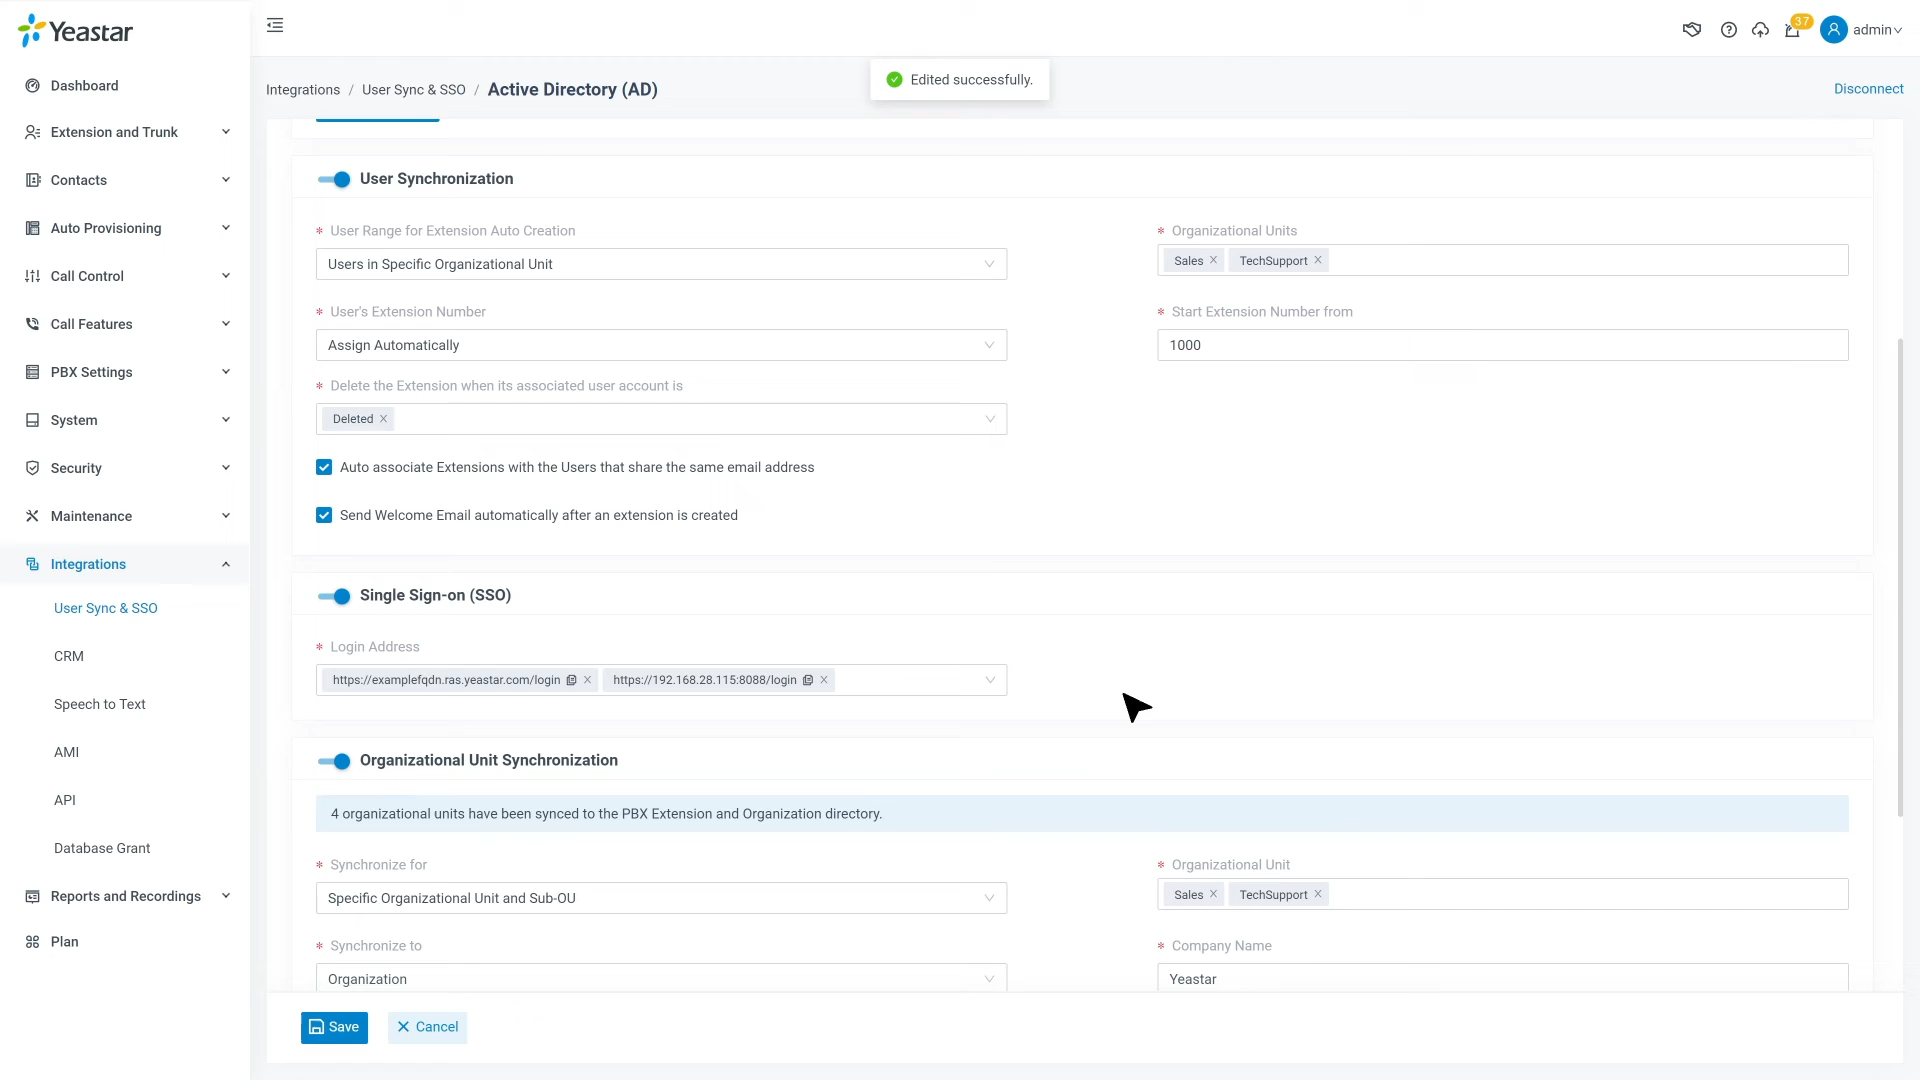 Yeastar
37
admin
Dashboard
Extension and Trunk
Contacts
Auto Provisioning
Call Control
Call Features
PBX Settings
System
Security
Maintenance
Integrations
User Sync & SSO
CRM
Speech to Text
AMI
API
Database Grant
Reports and Recordings
Plan
Integrations / User Sync & SSO / Active Directory (AD)
Edited successfully.
Disconnect
User Synchronization
* User Range for Extension Auto Creation
Users in Specific Organizational Unit
* Organizational Units
Sales TechSupport
* User's Extension Number
Assign Automatically
* Start Extension Number from
1000
* Delete the Extension when its associated user account is
Deleted
Auto associate Extensions with the Users that share the same email address
Send Welcome Email automatically after an extension is created
Single Sign-on (SSO)
* Login Address
https://examplefqdn.ras.yeastar.com/login https://192.168.28.115:8088/login
Organizational Unit Synchronization
4 organizational units have been synced to the PBX Extension and Organization directory.
* Synchronize for
Specific Organizational Unit and Sub-OU
* Organizational Unit
Sales TechSupport
* Synchronize to
Organization
* Company Name
Yeastar
Save Cancel